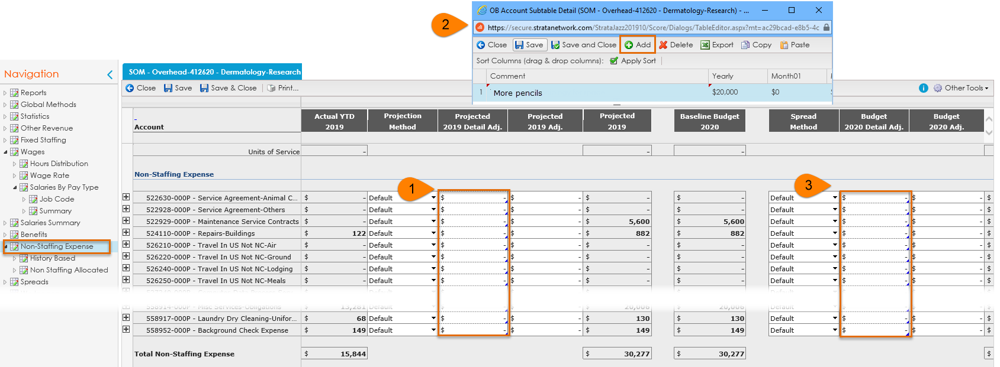 OB Account Subtable Detail (SOM - Overhead-412620 - Dermatology-Research) - ...
2
https://secure.stratanetwork.com/StrataJazz201910/Score/Dialogs/TableEditor.aspx?mt=ac29bcad-e8b5-4c
Close Save Save and Close Add Delete Export Copy Paste
Sort Columns (drag & drop columns): Apply Sort
Comment Yearly Month01
1 More pencils $20,000 $0
Navigation
Reports
Global Methods
Statistics
Other Revenue
Fixed Staffing
Wages
Hours Distribution
Wage Rate
Salaries By Pay Type
Job Code
Summary
Salaries Summary
Benefits
Non-Staffing Expense
History Based
Non Staffing Allocated
Spreads
SOM - Overhead-412620 - Dermatology-Research
Close Save Save & Close Print...
Other Tools
Actual YTD Projection Projected Projected Projected Baseline Budget Spread Budget Budget
Account 2019 Method 2019 Detail Adj. 2019 Adj. 2019 2020 Method 2020 Detail Adj. 2020 Adj.
Units of Service - - -
Non-Staffing Expense
1
3
522630-000P - Service Agreement-Animal C... $ - Default $ - $ - $ - $ - Default $ - $ - $
522928-000P - Service Agreement-Others $ - Default $ - $ - $ - $ - Default $ - $ - $
522929-000P - Maintenance Service Contracts $ - Default $ - $ - $ 5,600 $ 5,600 Default $ - $ - $
524110-000P - Repairs-Buildings $ 122 Default $ - $ - $ 882 $ 882 Default $ - $ - $
526210-000P - Travel In US Not NC-Air $ - Default $ - $ - $ - $ - Default $ - $ - $
526220-000P - Travel In US Not NC-Ground $ - Default $ - $ - $ - $ - Default $ - $ - $
526240-000P - Travel In US Not NC-Lodging $ - Default $ - $ - $ - $ - Default $ - $ - $
526250-000P - Travel In US Not NC-Meals $ - Default $ - $ - $ - $ - Default $ - $ - $
558914-000P - Misc Services-Obligations $ Default $ $ Default
558917-000P - Laundry Dry Cleaning-Unifor... $ 68 Default $ - $ - $ 130 $ 130 Default $ - $ - $
558952-000P - Background Check Expense $ 149 Default $ - $ - $ 149 $ 149 Default $ - $ - $
Total Non-Staffing Expense $ 15,844 $ 30,277 $ 30,277 $